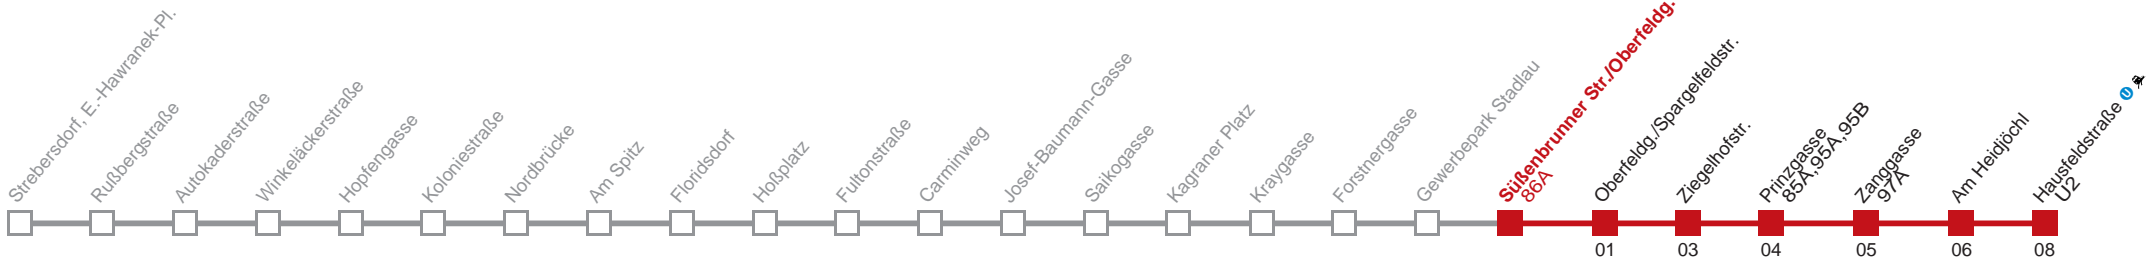 Strebersdorf, E.-Hawranek-Pl.
Rußbergstraße
Autokaderstraße
Winkeläckerstraße
Hopfengasse
Koloniestraße
Nordbrücke
Am Spitz
Floridsdorf
Hoßplatz
Fultonstraße
Carminweg
Josef-Baumann-Gasse
Saikogasse
Kagraner Platz
Kraygasse
Forstnergasse
Gewerbepark Stadlau
Süßenbrunner Str./Oberfeldg.
86A
Oberfeldg./Spargelfeldstr.
Ziegelhofstr.
Prinzgasse
85A,95A,95B
Zanggasse
97A
Am Heidjöchl
Hausfeldstraße U
U2
01
03
04
05
06
08